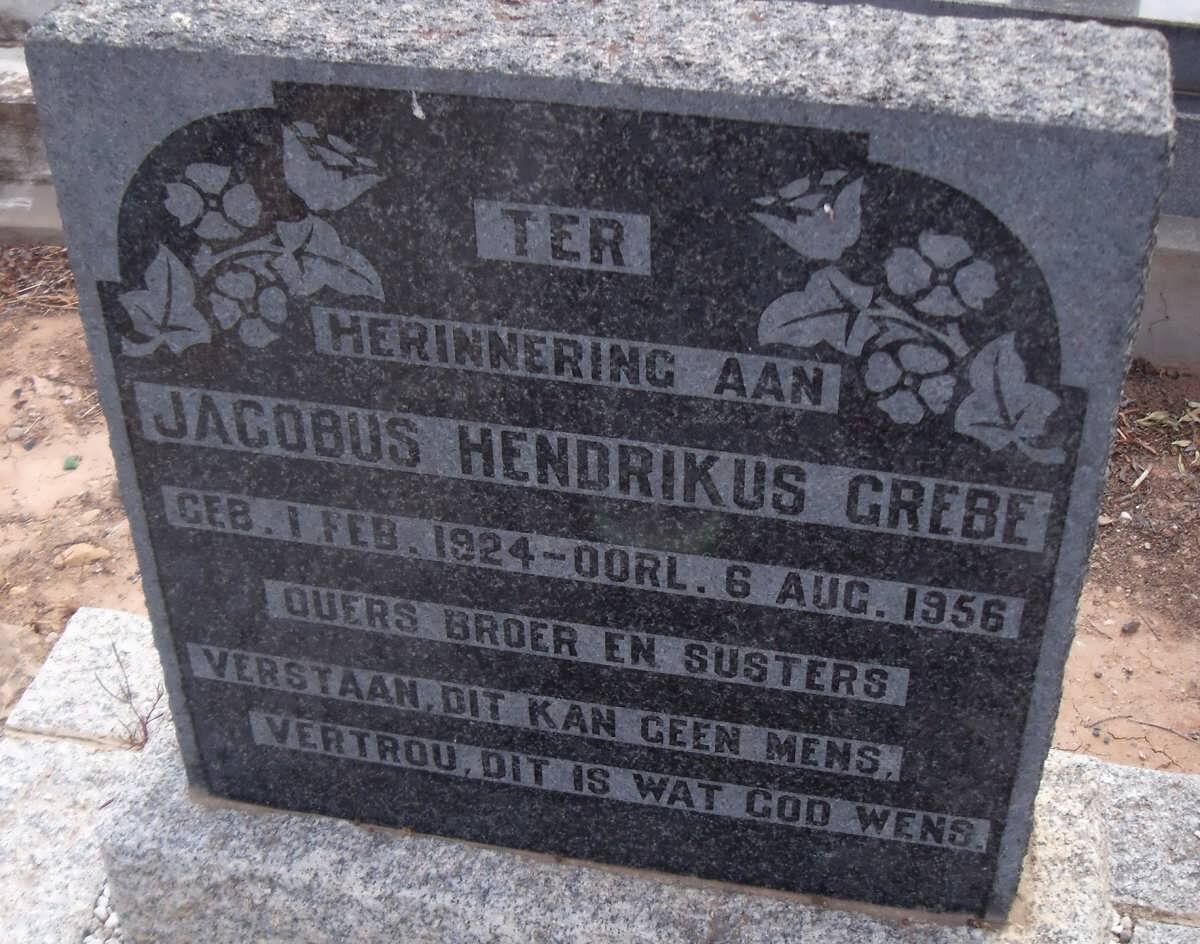 TER
HERINNERING AAN
JACOBUS HENDRIKUS GREBE
GEB. 1 FEB. 1924-OORL. 6 AUG. 1956
OUERS BROER EN SUSTERS
VERSTAAN, DIT KAN GEEN MENS,
VERTROU, DIT IS WAT GOD WENS.